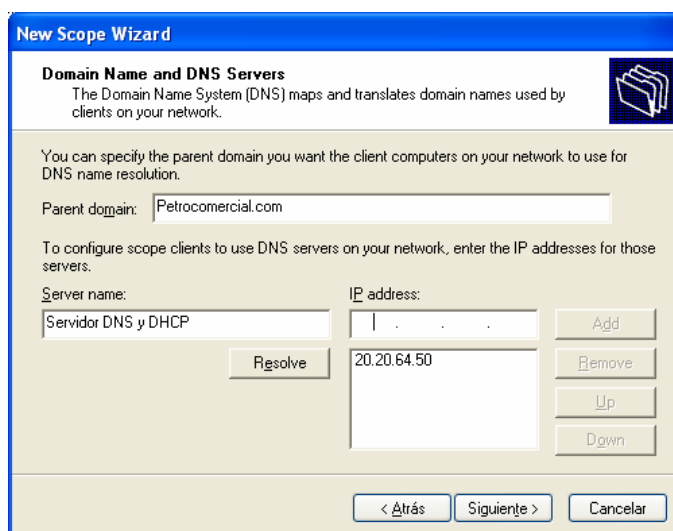 New Scope Wizard
Domain Name and DNS Servers
The Domain Name System (DNS) maps and translates domain names used by
clients on your network.
You can specify the parent domain you want the client computers on your network to use for
DNS name resolution.
Parent domain: Petrocomercial.com
To configure scope clients to use DNS servers on your network, enter the IP addresses for those
servers.
Server name: IP address:
Servidor DNS y DHCP . . . Add
Resolve 20.20.64.50 Remove
Up
Down
< Atrás Siguiente > Cancelar